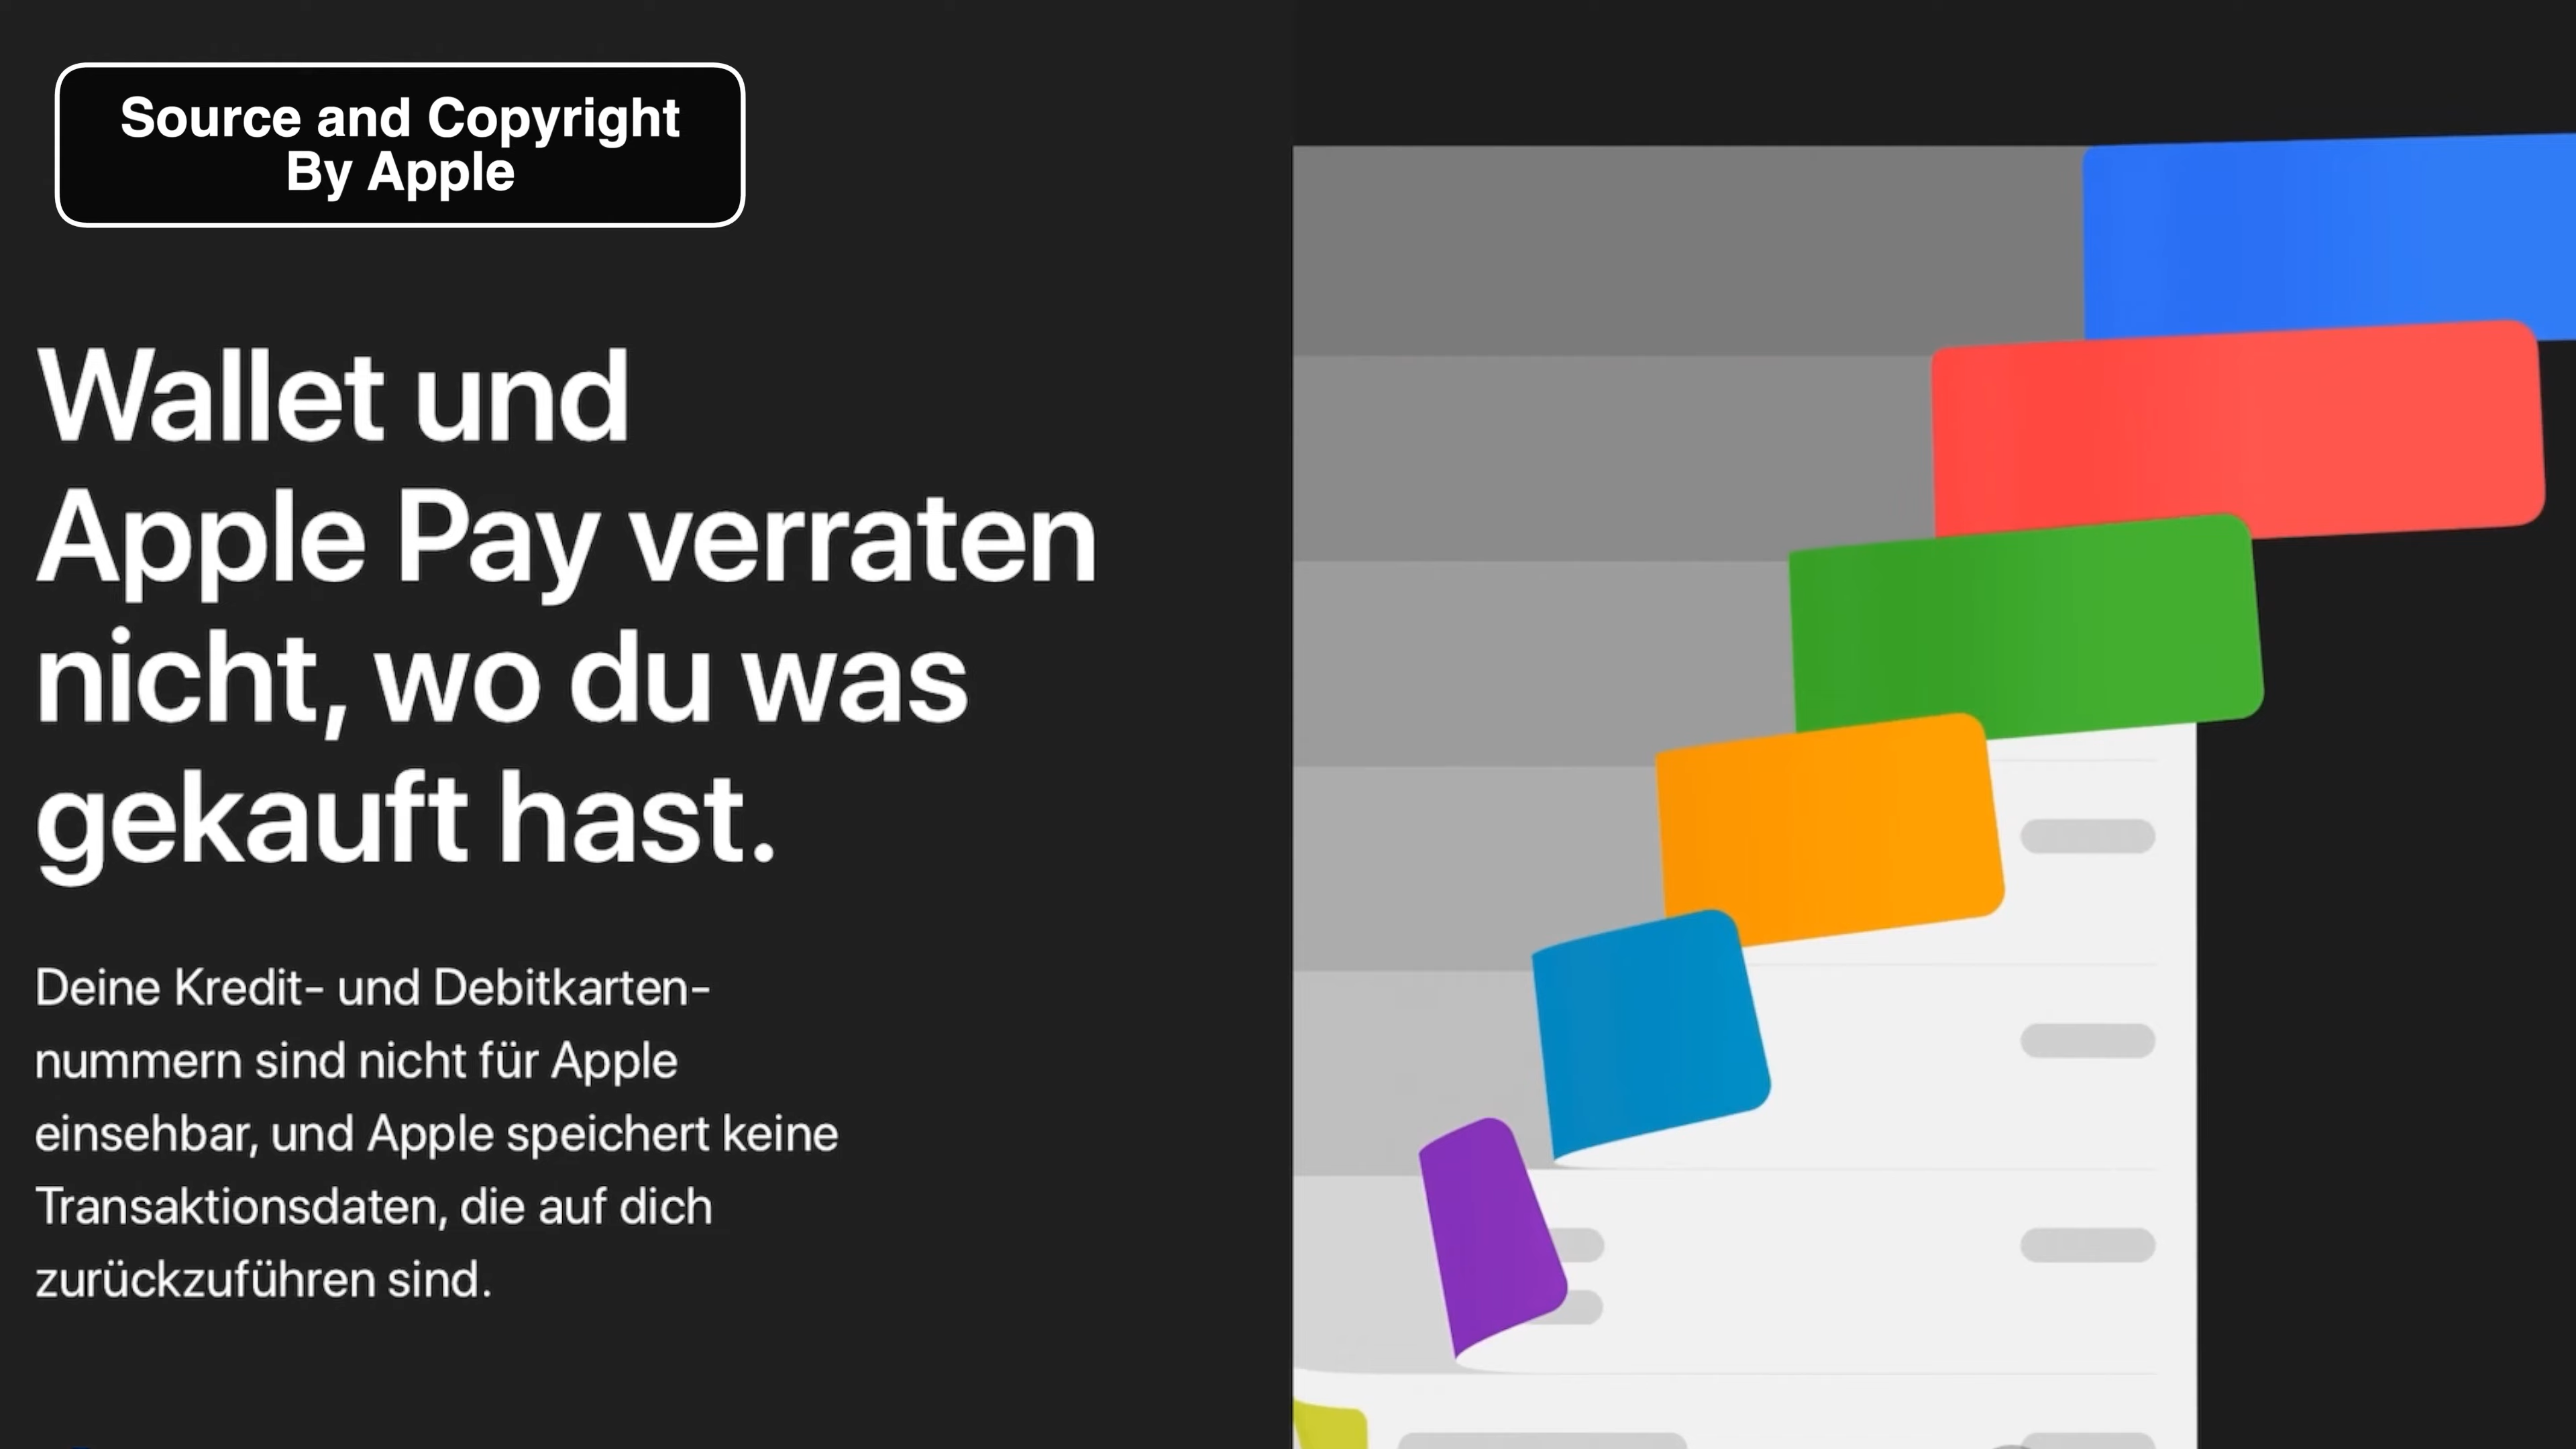 Source and Copyright
By Apple
Wallet und
Apple Pay verraten
nicht, wo du was
gekauft hast.
Deine Kredit- und Debitkarten-
nummern sind nicht für Apple
einsehbar, und Apple speichert keine
Transaktionsdaten, die auf dich
zurückzuführen sind.